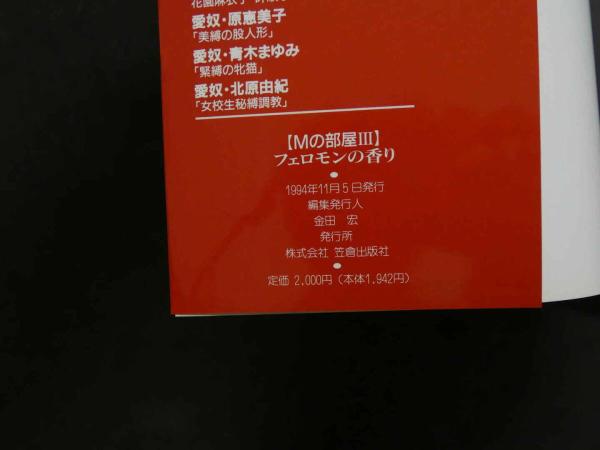 愛奴・原恵美子
「美縛の股人形」
愛奴・青木まゆみ
「緊縛の牝猫」
愛奴・北原由紀
「女校生秘縛調教」
【Mの部屋III】
フェロモンの香り
1994年11月5日発行
編集発行人
金田 宏
発行所
株式会社 笠倉出版社
定価 2,000円（本体1,942円）